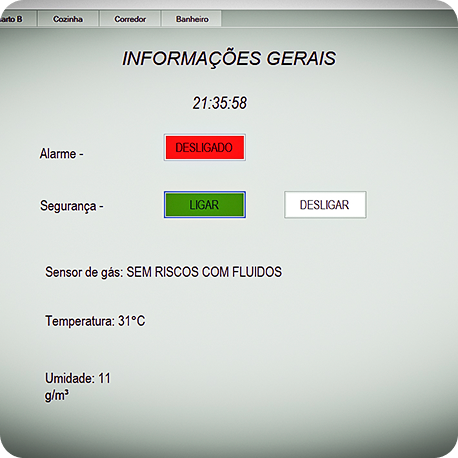 arto B Cozinha Corredor Banheiro
INFORMAÇÕES GERAIS
21:35:58
Alarme - DESLIGADO
Segurança - LIGAR DESLIGAR
Sensor de gás: SEM RISCOS COM FLUIDOS
Temperatura: 31°C
Umidade: 11
g/m³